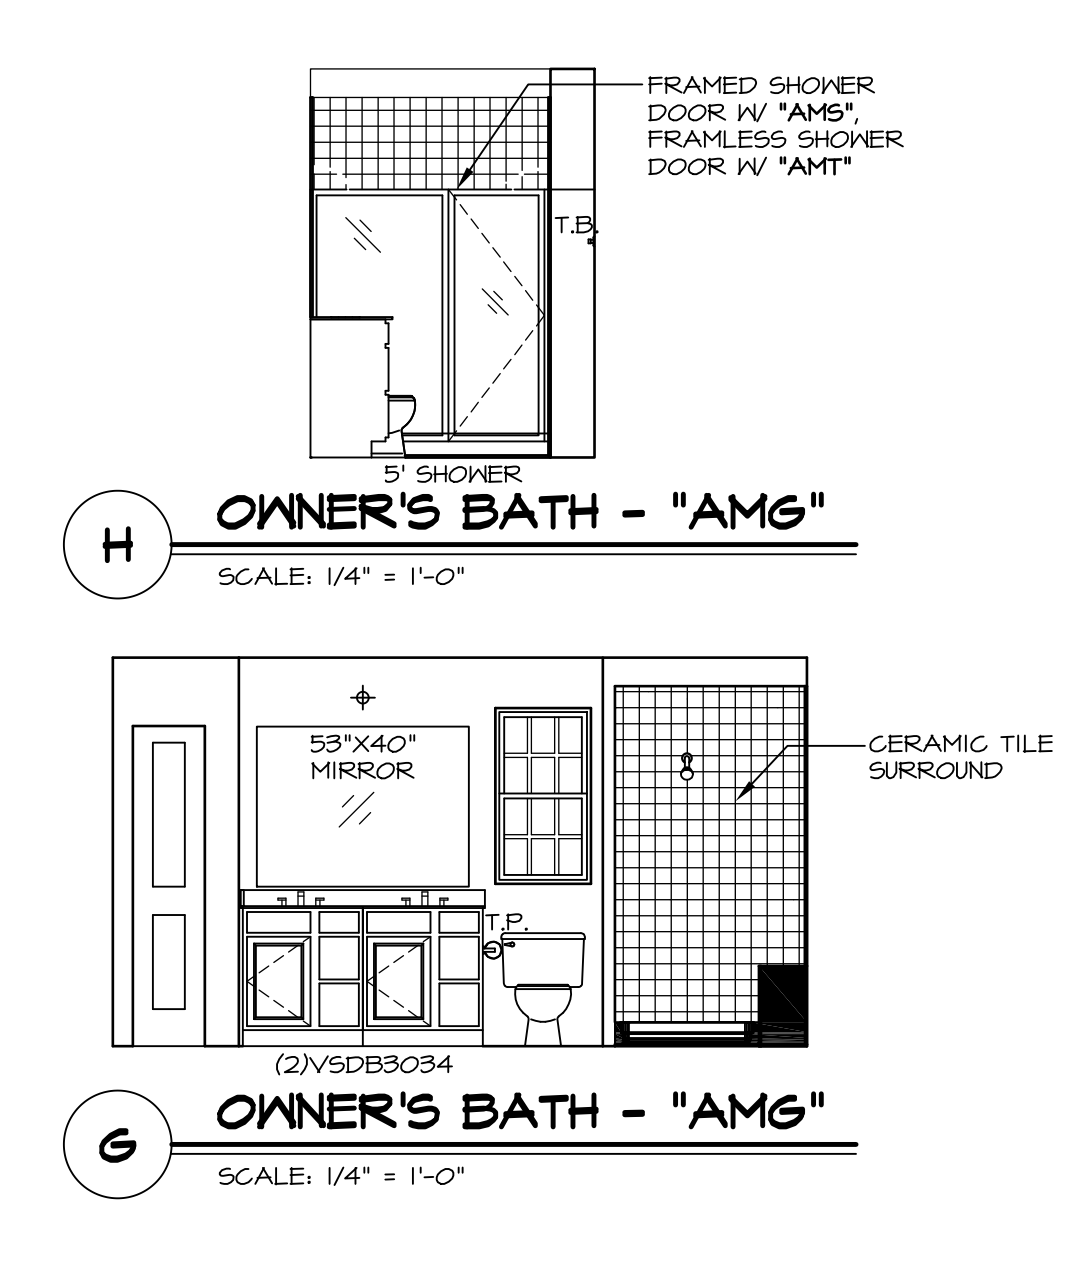 FRAMED SHOWER
DOOR W/ "AMS",
FRAMLESS SHOWER
DOOR W/ "AMT"
T.B.
5' SHOWER
H
OWNER'S BATH - "AMG"
SCALE: 1/4" = 1'-0"
53"X40"
MIRROR
CERAMIC TILE
SURROUND
T.P.
(2)VSDB3034
G
OWNER'S BATH - "AMG"
SCALE: 1/4" = 1'-0"